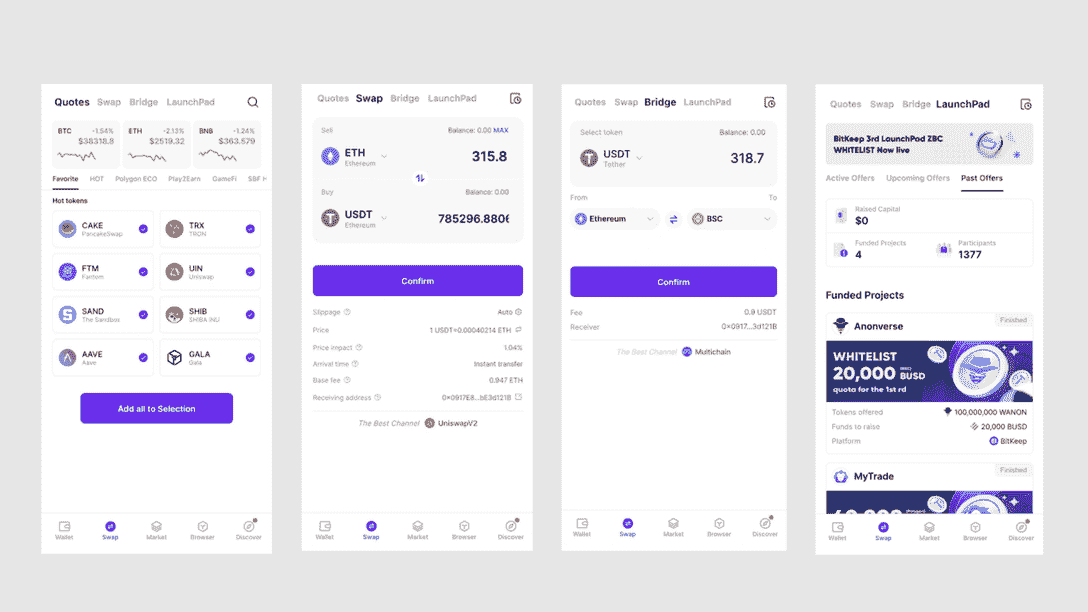 Quotes Swap Bridge LaunchPad
BTC -1.54%
$38318.8
ETH -2.13%
$2519.32
BNB -1.24%
$363.579
Favorite HOT Polygon ECO Play2Earn GameFi SBF H
Hot tokens
CAKE
PancakeSwap
TRX
TRON
FTM
Fantom
UIN
Uniswap
SAND
The Sandbox
SHIB
SHIBA INU
AAVE
Aave
GALA
Gala
Add all to Selection
Wallet Swap Market Browser Discover
Quotes Swap Bridge LaunchPad
Sell Balance: 0.00 MAX
ETH
Ethereum
315.8
Buy Balance: 0.00
USDT
Ethereum
785296.8806
Confirm
Slippage Auto
Price 1 USDT=0.00040214 ETH
Price impact 1.04%
Arrival time Instant transfer
Base fee 0.947 ETH
Receiving address 0x0917E8...bE3d121B
The Best Channel UniswapV2
Wallet Swap Market Browser Discover
Quotes Swap Bridge LaunchPad
Select token Balance: 0.00
USDT
Tether
318.7
From To
Ethereum BSC
Confirm
Fee 0.9 USDT
Receiver 0x0917...3d121B
The Best Channel Multichain
Wallet Swap Market Browser Discover
Quotes Swap Bridge LaunchPad
BitKeep 3rd LaunchPad ZBC
WHITELIST Now live
Active Offers Upcoming Offers Past Offers
Raised Capital
$0
Funded Projects
4
Participants
1377
Funded Projects
Finished
Anonverse
WHITELIST
20,000 BUSD
quota for the 1st rd
Tokens offered 100,000,000 WANON
Funds to raise 20,000 BUSD
Platform BitKeep
Finished
MyTrade
Wallet Swap Market Browser Discover